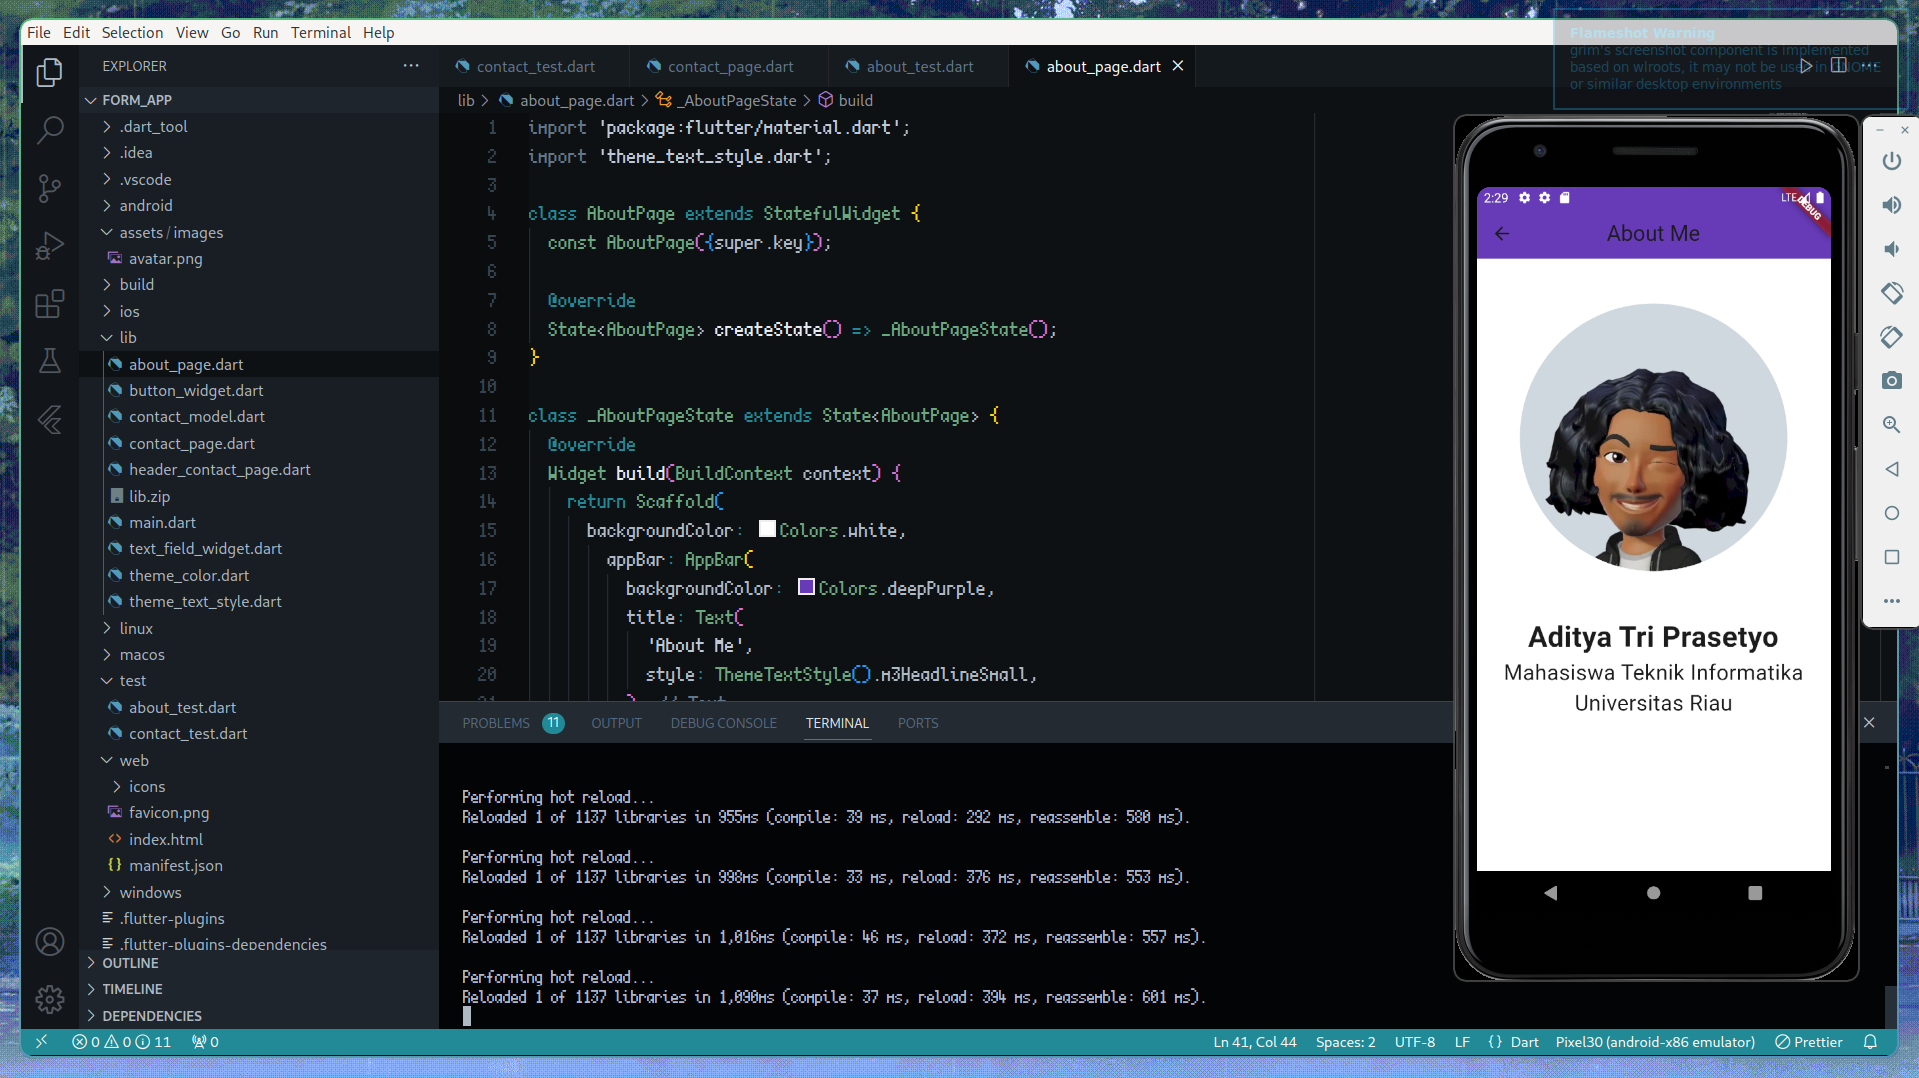 File Edit Selection View Go Run Terminal Help
Flameshot Warning
grim's screenshot component is implemented
based on wlroots, it may not be used in GNOME
or similar desktop environments
EXPLORER
FORM_APP
.dart_tool
.idea
.vscode
android
assets / images
avatar.png
build
ios
lib
about_page.dart
button_widget.dart
contact_model.dart
contact_page.dart
header_contact_page.dart
lib.zip
main.dart
text_field_widget.dart
theme_color.dart
theme_text_style.dart
linux
macos
test
about_test.dart
contact_test.dart
web
icons
favicon.png
index.html
manifest.json
windows
.flutter-plugins
.flutter-plugins-dependencies
OUTLINE
TIMELINE
DEPENDENCIES
contact_test.dart contact_page.dart about_test.dart about_page.dart
lib > about_page.dart > _AboutPageState > build
1 import 'package:flutter/material.dart';
2 import 'theme_text_style.dart';
3
4 class AboutPage extends StatefulWidget {
5 const AboutPage({super.key});
6
7 @override
8 State<AboutPage> createState() => _AboutPageState();
9 }
10
11 class _AboutPageState extends State<AboutPage> {
12 @override
13 Widget build(BuildContext context) {
14 return Scaffold(
15 backgroundColor: Colors.white,
16 appBar: AppBar(
17 backgroundColor: Colors.deepPurple,
18 title: Text(
19 'About Me',
20 style: ThemeTextStyle().m3HeadlineSmall,
21 ), // Text
PROBLEMS 11 OUTPUT DEBUG CONSOLE TERMINAL PORTS
Performing hot reload...
Reloaded 1 of 1137 libraries in 955ms (compile: 39 ms, reload: 292 ms, reassemble: 580 ms).
Performing hot reload...
Reloaded 1 of 1137 libraries in 998ms (compile: 33 ms, reload: 376 ms, reassemble: 553 ms).
Performing hot reload...
Reloaded 1 of 1137 libraries in 1,016ms (compile: 46 ms, reload: 372 ms, reassemble: 557 ms).
Performing hot reload...
Reloaded 1 of 1137 libraries in 1,090ms (compile: 37 ms, reload: 394 ms, reassemble: 601 ms).
2:29 LTE
DEBUG
About Me
Aditya Tri Prasetyo
Mahasiswa Teknik Informatika
Universitas Riau
0 0 11 0 Ln 41, Col 44 Spaces: 2 UTF-8 LF {} Dart Pixel30 (android-x86 emulator) Prettier